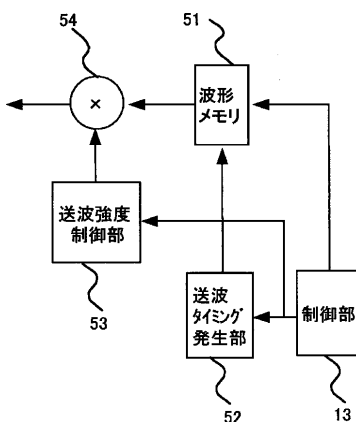 54
51
×
波形
メモリ
送波強度
制御部
送波
タイミング
発生部
制御部
53
52
13